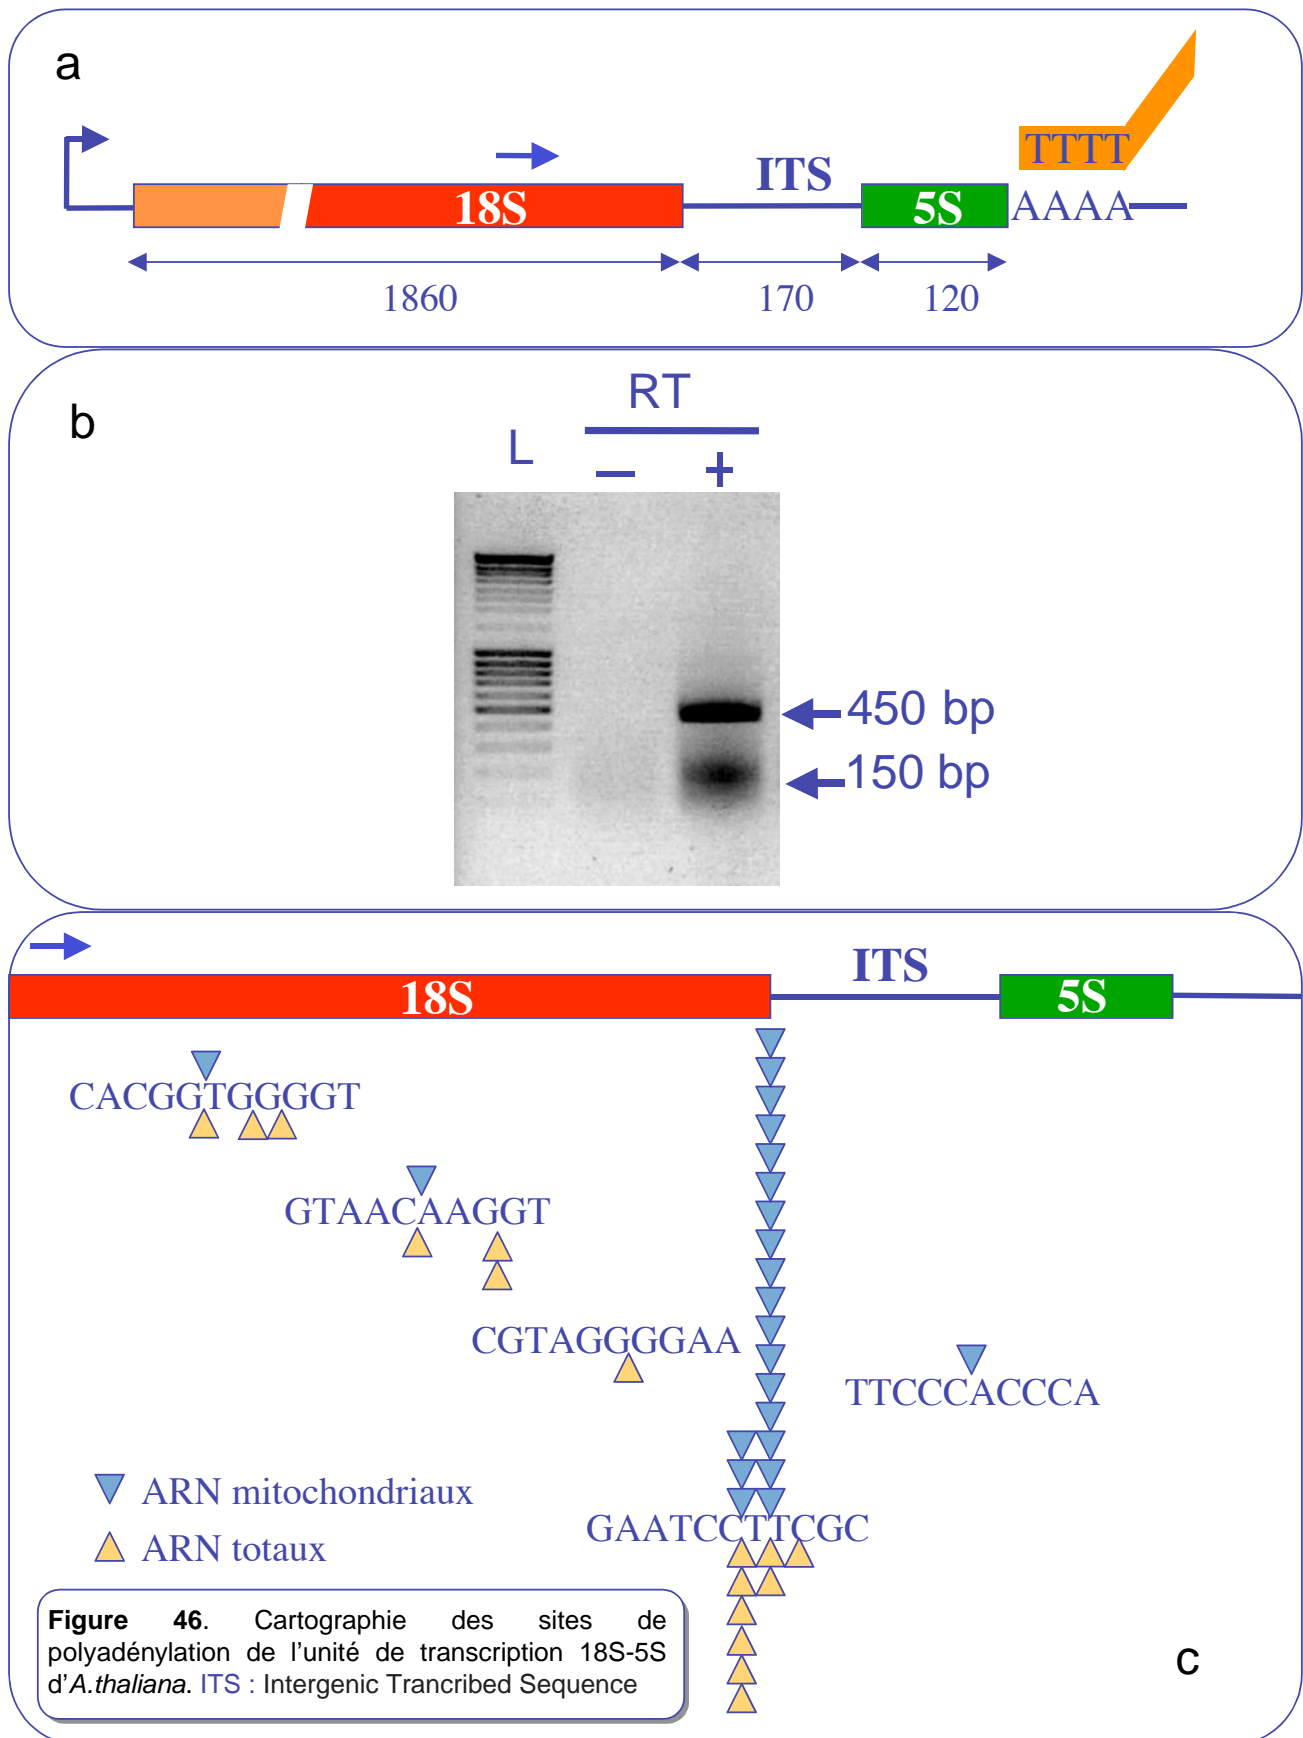 a
TTTT
ITS
18S
5S
AAAA
1860
170
120
b
RT
L
– +
450 bp
150 bp
ITS
18S
5S
CACGGTGGGGT
GTAACAAGGT
CGTAGGGGAA
TTCCCACCCA
ARN mitochondriaux
GAATCCTTCGC
ARN totaux
Figure 46. Cartographie des sites de
polyadénylation de l'unité de transcription 18S-5S
d'A.thaliana. ITS : Intergenic Trancribed Sequence
c